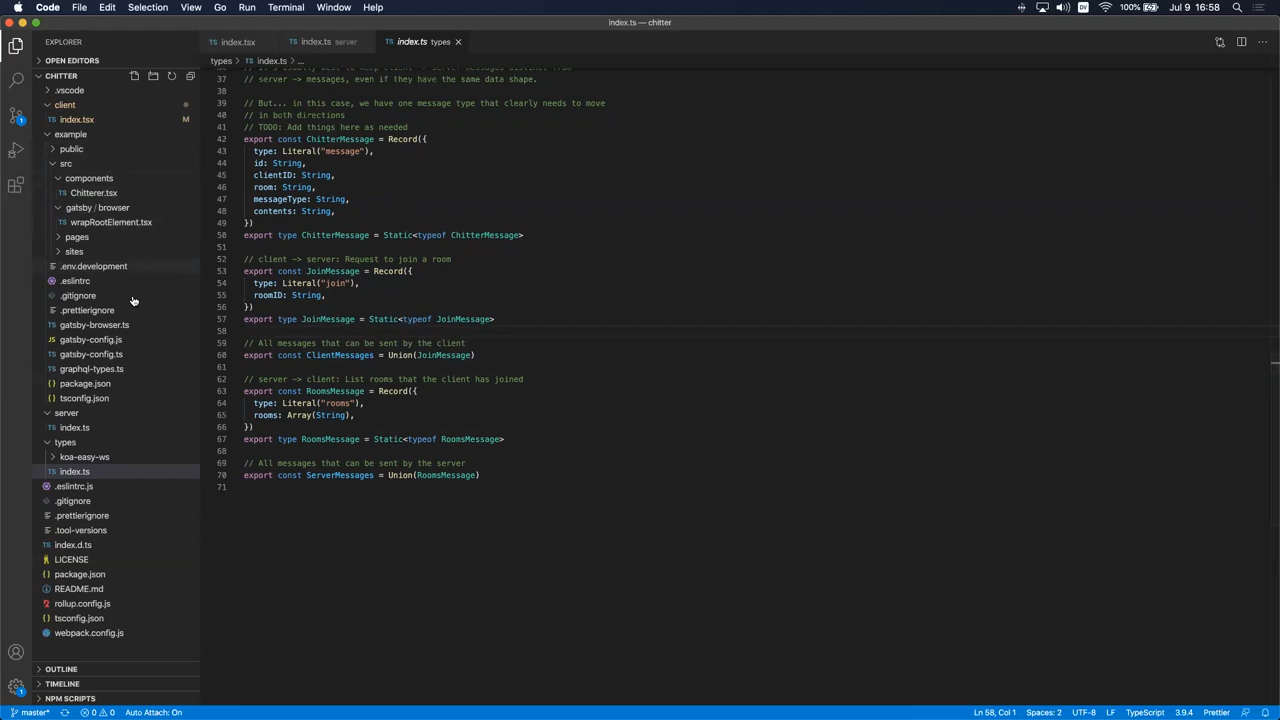 Code File Edit Selection View Go Run Terminal Window Help
DV 100% Jul 9 16:58
index.ts — chitter
EXPLORER
OPEN EDITORS
CHITTER
.vscode
client
index.tsx M
example
public
src
components
Chitterer.tsx
gatsby / browser
wrapRootElement.tsx
pages
sites
.env.development
.eslintrc
.gitignore
.prettierignore
TS gatsby-browser.ts
JS gatsby-config.js
TS gatsby-config.ts
TS graphql-types.ts
{} package.json
{} tsconfig.json
server
TS index.ts
types
koa-easy-ws
TS index.ts
.eslintrc.js
.gitignore
.prettierignore
.tool-versions
TS index.d.ts
LICENSE
{} package.json
README.md
rollup.config.js
tsconfig.json
webpack.config.js
OUTLINE
TIMELINE
NPM SCRIPTS
TS index.tsx TS index.ts server TS index.ts types
types > TS index.ts > ...
37 // server -> messages, even if they have the same data shape.
38
39 // But... in this case, we have one message type that clearly needs to move
40 // in both directions
41 // TODO: Add things here as needed
42 export const ChitterMessage = Record({
43 type: Literal("message"),
44 id: String,
45 clientID: String,
46 room: String,
47 messageType: String,
48 contents: String,
49 })
50 export type ChitterMessage = Static<typeof ChitterMessage>
51
52 // client -> server: Request to join a room
53 export const JoinMessage = Record({
54 type: Literal("join"),
55 roomID: String,
56 })
57 export type JoinMessage = Static<typeof JoinMessage>
58
59 // All messages that can be sent by the client
60 export const ClientMessages = Union(JoinMessage)
61
62 // server -> client: List rooms that the client has joined
63 export const RoomsMessage = Record({
64 type: Literal("rooms"),
65 rooms: Array(String),
66 })
67 export type RoomsMessage = Static<typeof RoomsMessage>
68
69 // All messages that can be sent by the server
70 export const ServerMessages = Union(RoomsMessage)
71
master* 0 0 Auto Attach: On Ln 58, Col 1 Spaces: 2 UTF-8 LF TypeScript 3.9.4 Prettier